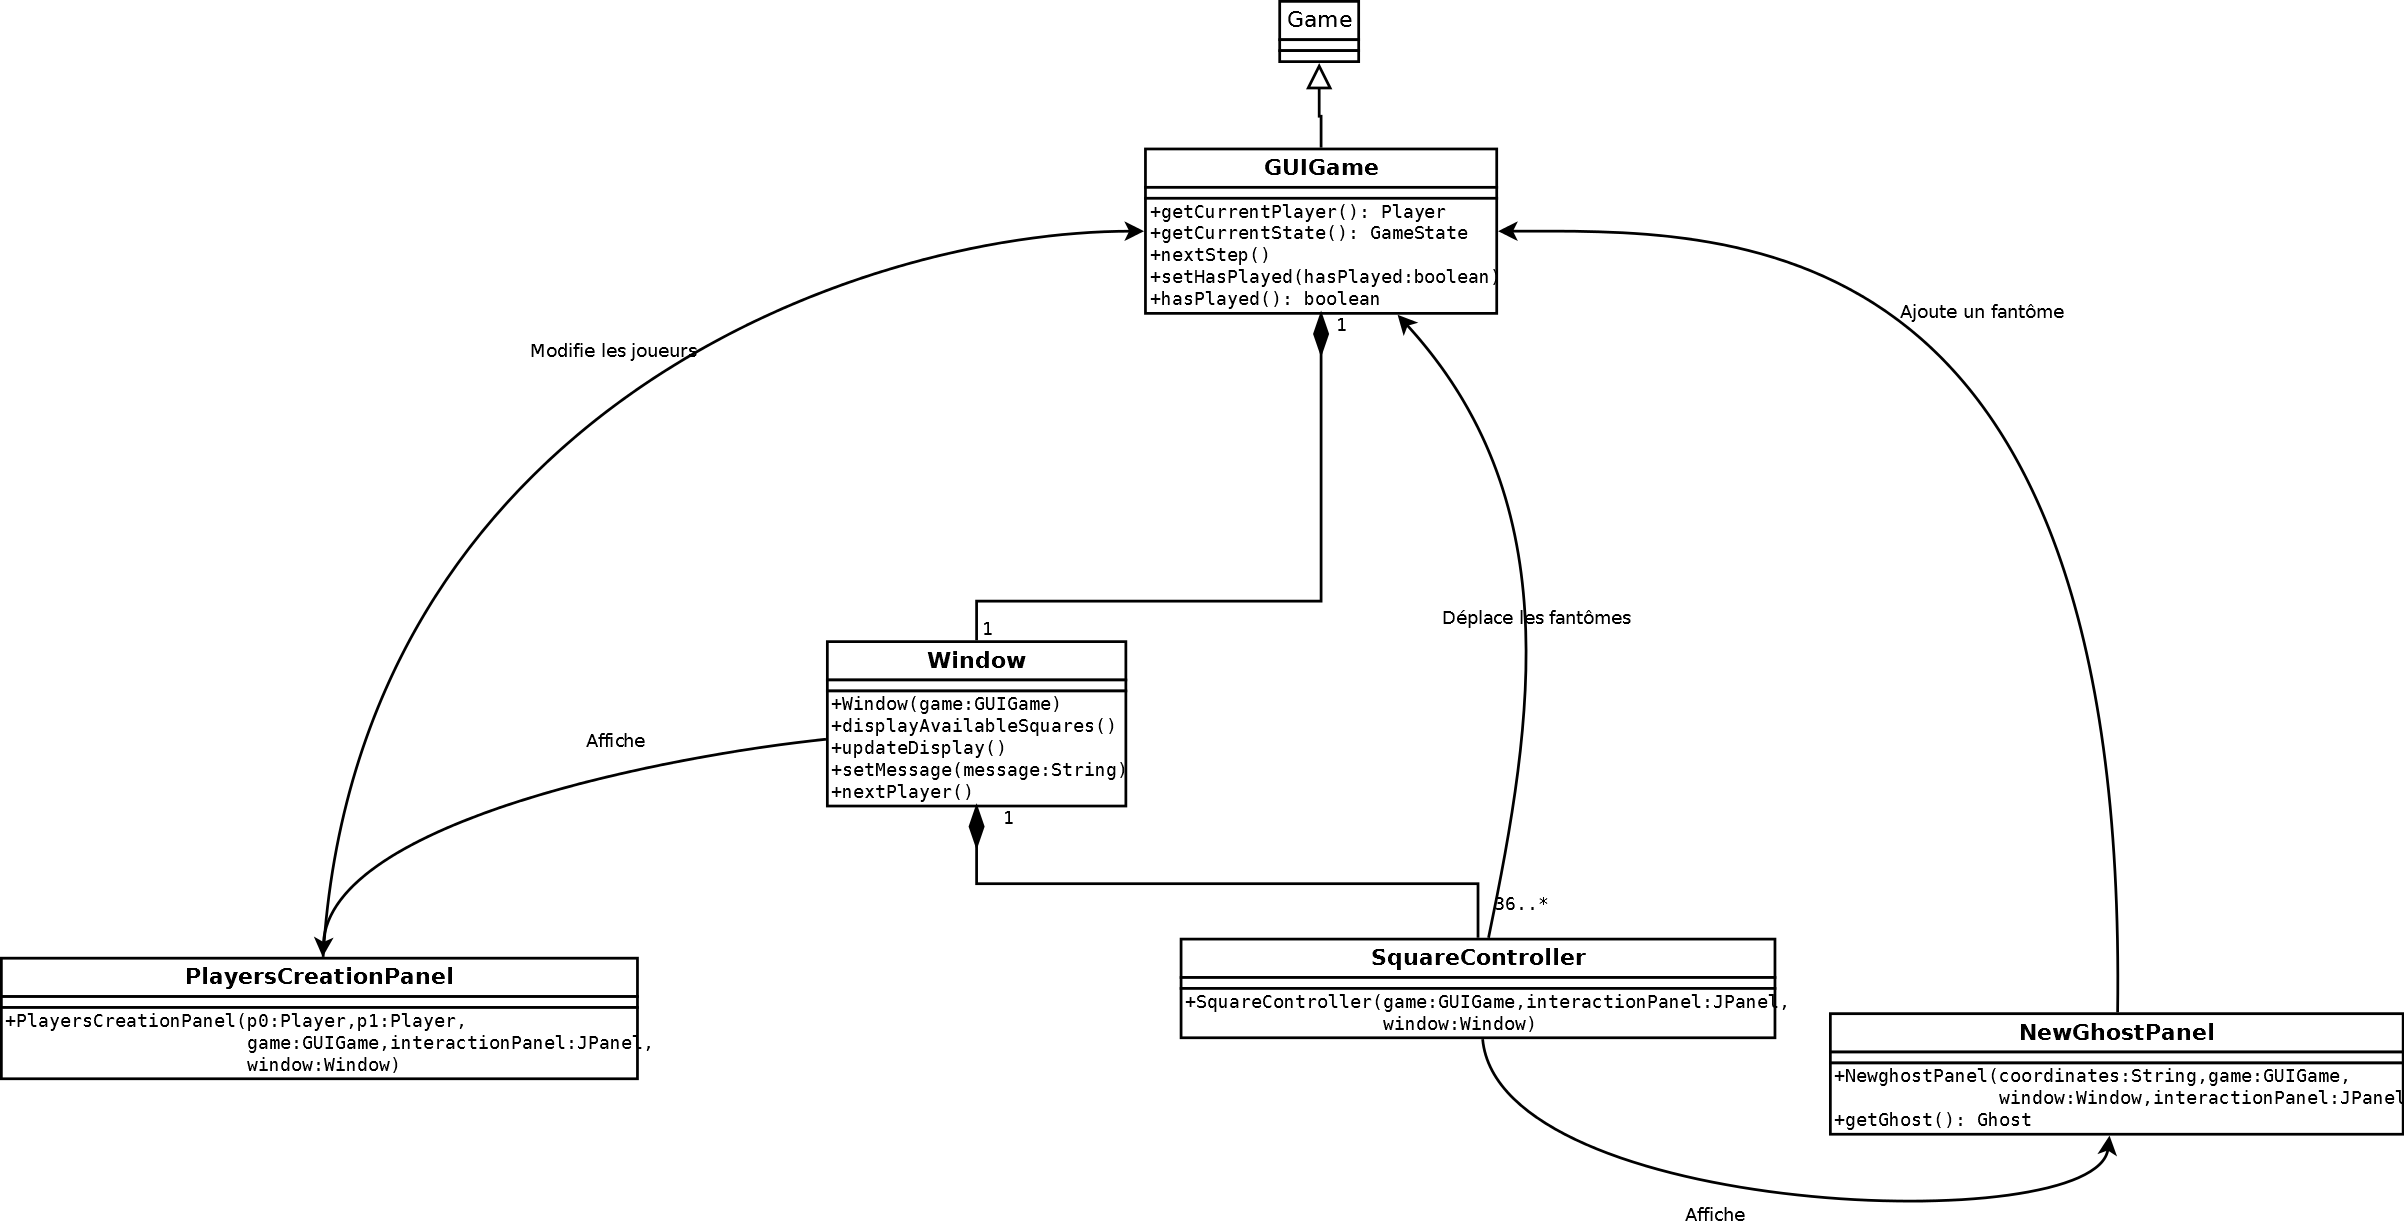 Game
GUIGame
+getCurrentPlayer(): Player
+getCurrentState(): GameState
+nextStep()
+setHasPlayed(hasPlayed:boolean)
+hasPlayed(): boolean
1
Ajoute un fantôme
Modifie les joueurs
Déplace les fantômes
1
Window
+Window(game:GUIGame)
+displayAvailableSquares()
+updateDisplay()
+setMessage(message:String)
+nextPlayer()
Affiche
1
36..*
PlayersCreationPanel
+PlayersCreationPanel(p0:Player,p1:Player,
game:GUIGame,interactionPanel:JPanel,
window:Window)
SquareController
+SquareController(game:GUIGame,interactionPanel:JPanel,
window:Window)
NewGhostPanel
+NewghostPanel(coordinates:String,game:GUIGame,
window:Window,interactionPanel:JPanel
+getGhost(): Ghost
Affiche